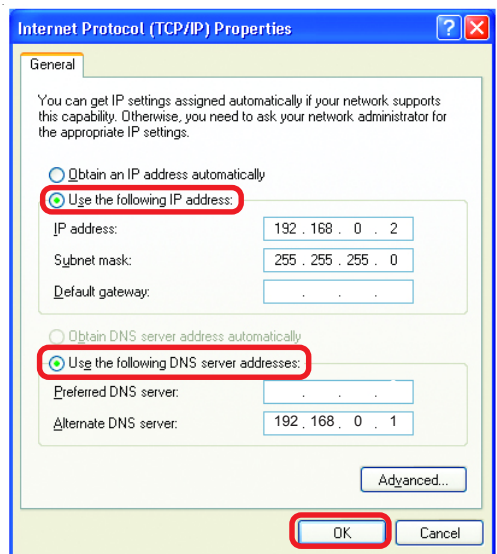 Internet Protocol (TCP/IP) Properties
General
You can get IP settings assigned automatically if your network supports
this capability. Otherwise, you need to ask your network administrator for
the appropriate IP settings.
Obtain an IP address automatically
Use the following IP address:
IP address: 192 . 168 . 0 . 2
Subnet mask: 255 . 255 . 255 . 0
Default gateway: . . .
Obtain DNS server address automatically
Use the following DNS server addresses:
Preferred DNS server: . . .
Alternate DNS server: 192 . 168 . 0 . 1
Advanced...
OK Cancel